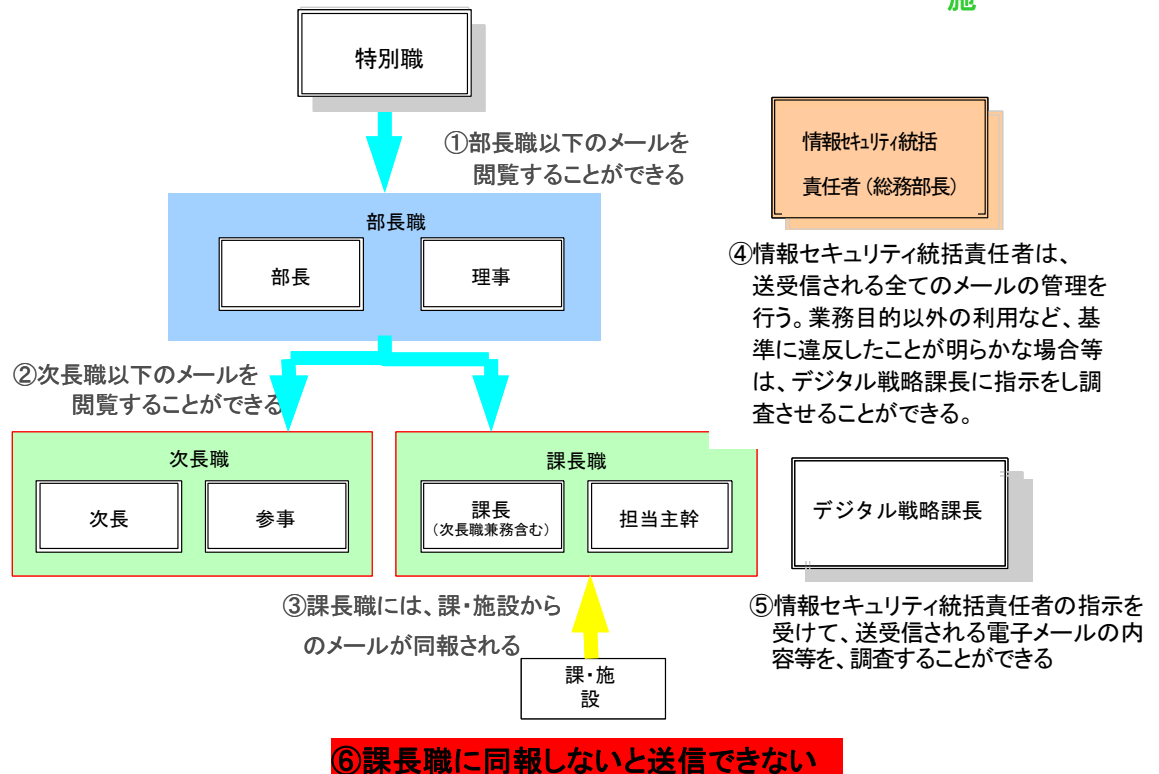 施
特別職
①部長職以下のメールを
閲覧することができる
部長職
部長
理事
②次長職以下のメールを
閲覧することができる
次長職
次長
参事
課長職
課長
(次長職兼務含む)
担当主幹
③課長職には、課・施設から
のメールが同報される
課・施
設
⑥課長職に同報しないと送信できない
情報セキュリティ統括
責任者（総務部長）
④情報セキュリティ統括責任者は、
送受信される全てのメールの管理を
行う。業務目的以外の利用など、基
準に違反したことが明らかな場合等
は、デジタル戦略課長に指示をし調
査させることができる。
デジタル戦略課長
⑤情報セキュリティ統括責任者の指示を
受けて、送受信される電子メールの内
容等を、調査することができる